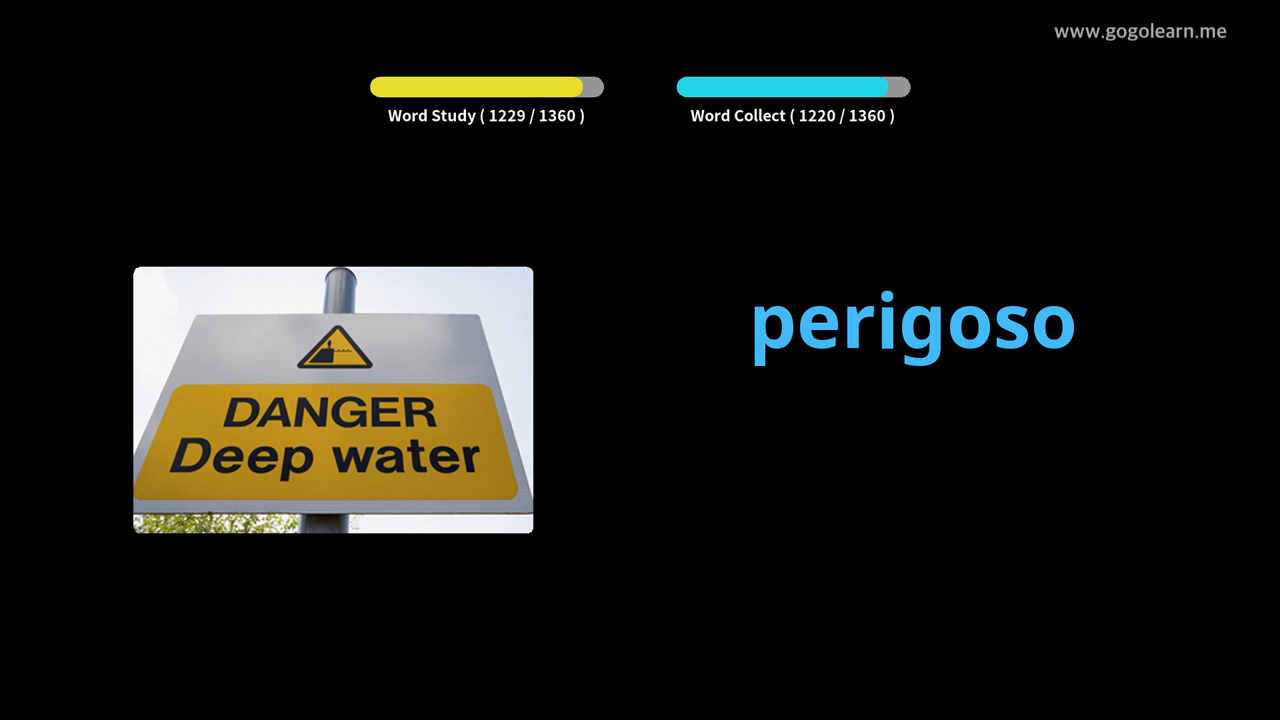 www.gogolearn.me
Word Study ( 1229 / 1360 )
Word Collect ( 1220 / 1360 )
DANGER
Deep water
perigoso